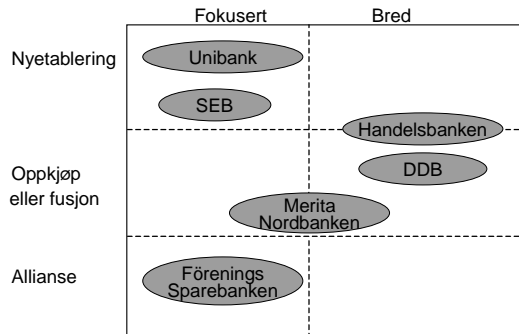 Fokusert
Bred
Nyetablering
Unibank
SEB
Handelsbanken
Oppkjøp
eller fusjon
DDB
Merita
Nordbanken
Allianse
Förenings
Sparebanken